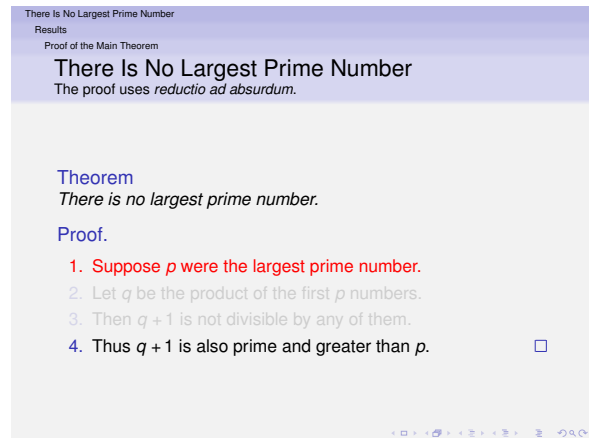 There Is No Largest Prime Number
Results
Proof of the Main Theorem
There Is No Largest Prime Number
The proof uses reductio ad absurdum.
Theorem
There is no largest prime number.
Proof.
1. Suppose p were the largest prime number.
2. Let q be the product of the first p numbers.
3. Then q + 1 is not divisible by any of them.
4. Thus q + 1 is also prime and greater than p.